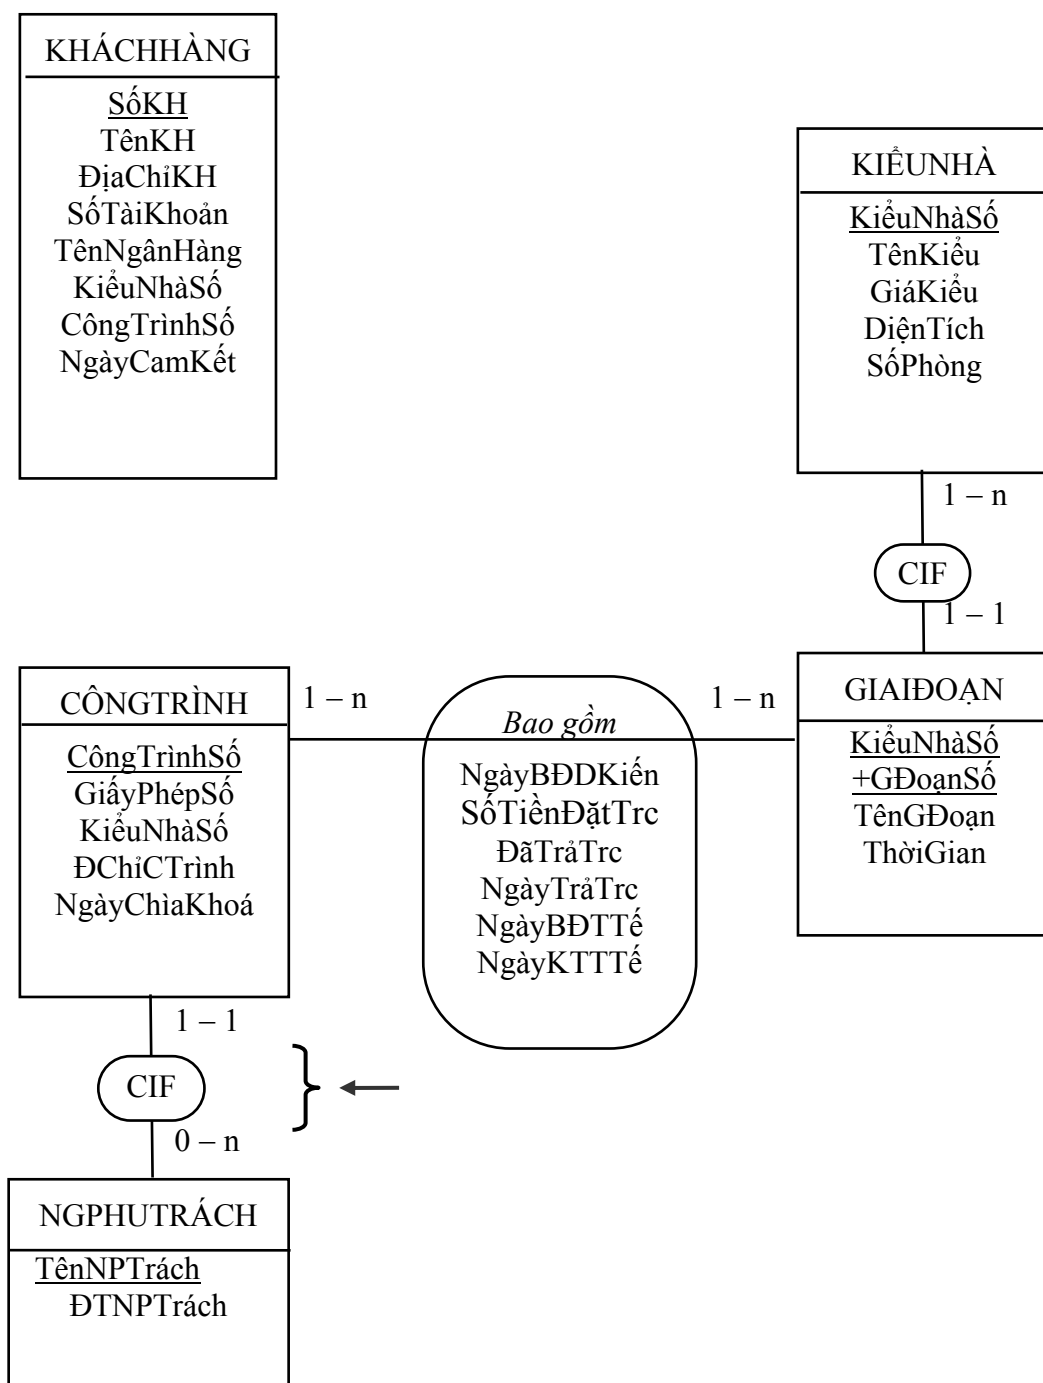 KHÁCHHÀNG
SốKH
TênKH
ĐịaChỉKH
SốTàiKhoản
TênNgânHàng
KiểuNhàSố
CôngTrìnhSố
NgàyCamKết
KIỂUNHÀ
KiểuNhàSố
TênKiểu
GiáKiểu
DiệnTích
SốPhòng
1 – n
CIF
1 – 1
CÔNGTRÌNH
CôngTrìnhSố
GiấyPhépSố
KiểuNhàSố
ĐChỉCTrình
NgàyChìaKhoá
1 – n
Bao gồm
NgàyBĐDKiến
SốTiềnĐặtTrc
ĐãTrảTrc
NgàyTrảTrc
NgàyBĐTTế
NgàyKTTTế
1 – n
GIAIĐOẠN
KiểuNhàSố
+GĐoạnSố
TênGĐoạn
ThờiGian
1 – 1
CIF
0 – n
NGPHUTRÁCH
TênNPTrách
ĐTNPTrách